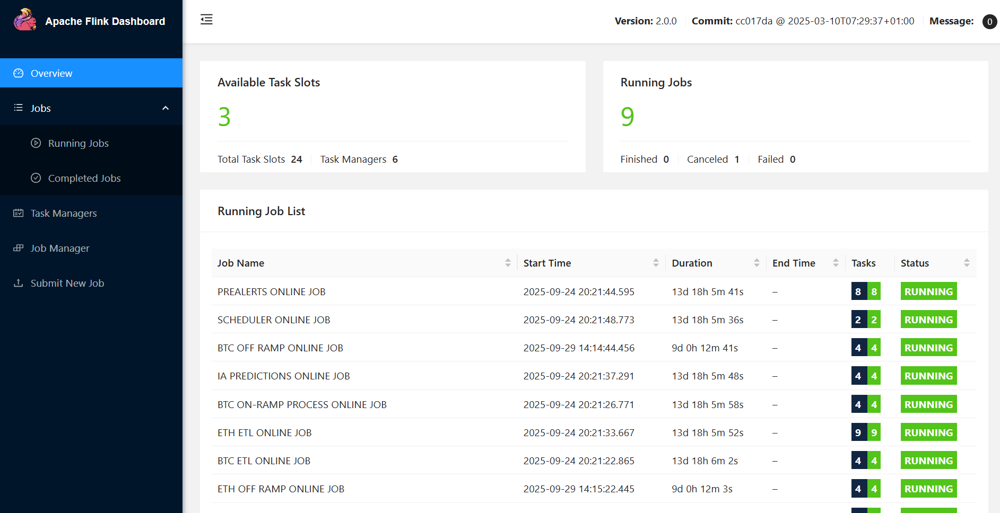 Apache Flink Dashboard
Version: 2.0.0 Commit: cc017da @ 2025-03-10T07:29:37+01:00 Message: 0
Overview
Jobs
Running Jobs
Completed Jobs
Task Managers
Job Manager
Submit New Job
Available Task Slots
3
Total Task Slots 24 Task Managers 6
Running Jobs
9
Finished 0 Canceled 1 Failed 0
Running Job List
Job Name Start Time Duration End Time Tasks Status
PREALERTS ONLINE JOB 2025-09-24 20:21:44.595 13d 18h 5m 41s – 8 8 RUNNING
SCHEDULER ONLINE JOB 2025-09-24 20:21:48.773 13d 18h 5m 36s – 2 2 RUNNING
BTC OFF RAMP ONLINE JOB 2025-09-29 14:14:44.456 9d 0h 12m 41s – 4 4 RUNNING
IA PREDICTIONS ONLINE JOB 2025-09-24 20:21:37.291 13d 18h 5m 48s – 4 4 RUNNING
BTC ON-RAMP PROCESS ONLINE JOB 2025-09-24 20:21:26.771 13d 18h 5m 58s – 4 4 RUNNING
ETH ETL ONLINE JOB 2025-09-24 20:21:33.667 13d 18h 5m 52s – 9 9 RUNNING
BTC ETL ONLINE JOB 2025-09-24 20:21:22.865 13d 18h 6m 2s – 4 4 RUNNING
ETH OFF RAMP ONLINE JOB 2025-09-29 14:15:22.445 9d 0h 12m 3s – 4 4 RUNNING